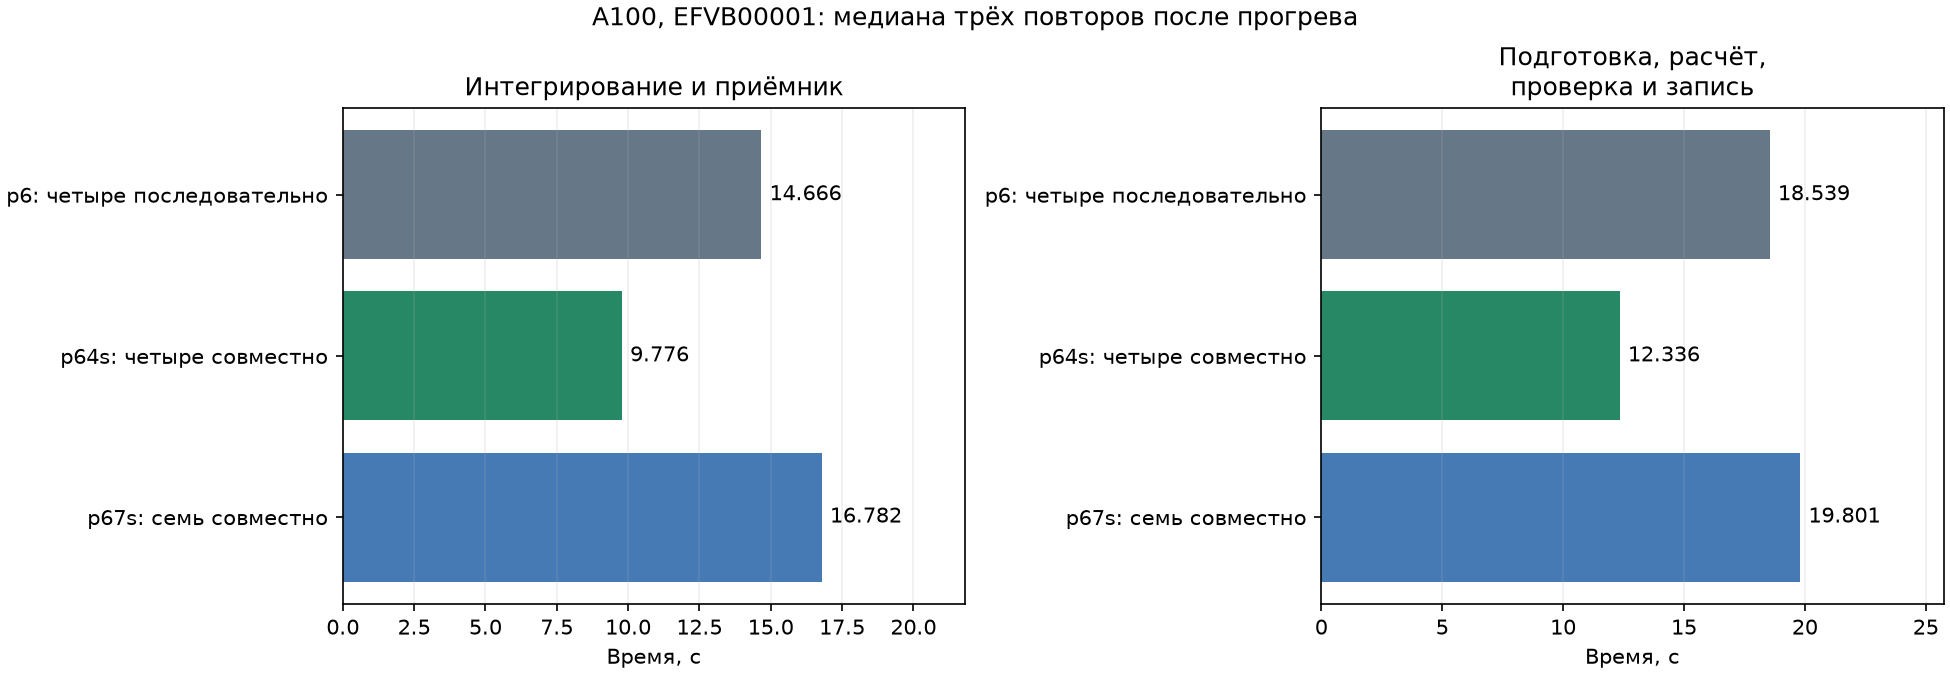 A100, EFVB00001: медиана трёх повторов после прогрева
Интегрирование и приёмник
p6: четыре последовательно
14.666
p64s: четыре совместно
9.776
p67s: семь совместно
16.782
0.0 2.5 5.0 7.5 10.0 12.5 15.0 17.5 20.0
Время, с
Подготовка, расчёт,
проверка и запись
p6: четыре последовательно
18.539
p64s: четыре совместно
12.336
p67s: семь совместно
19.801
0 5 10 15 20 25
Время, с